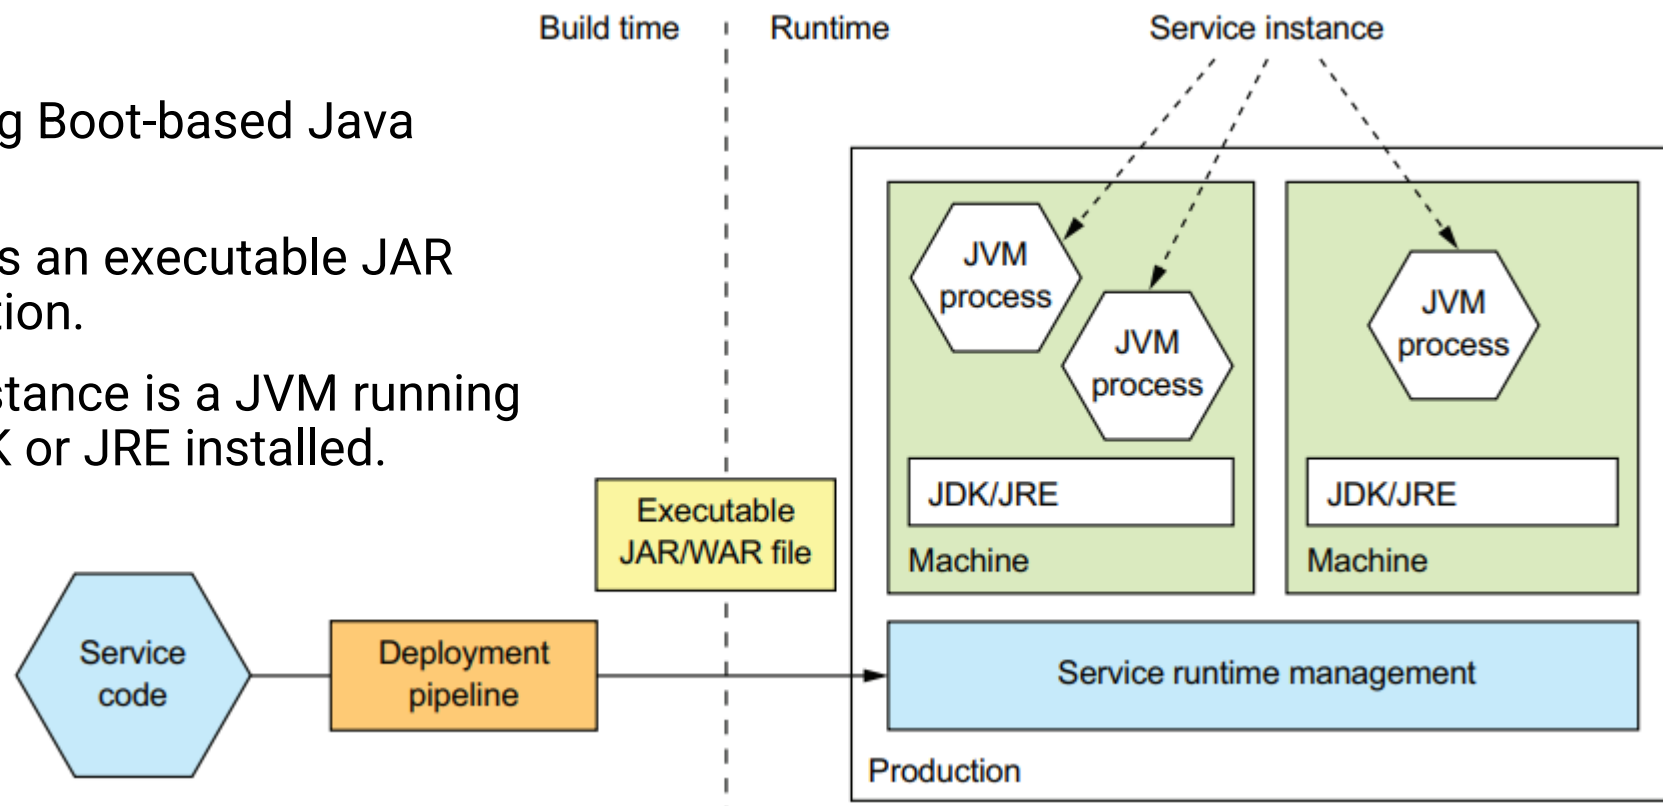 Build time
Runtime
Service instance
g Boot-based Java
s an executable JAR
tion.
stance is a JVM running
K or JRE installed.
JVM
process
JVM
process
JVM
process
JDK/JRE
JDK/JRE
Machine
Machine
Executable
JAR/WAR file
Service
code
Deployment
pipeline
Service runtime management
Production